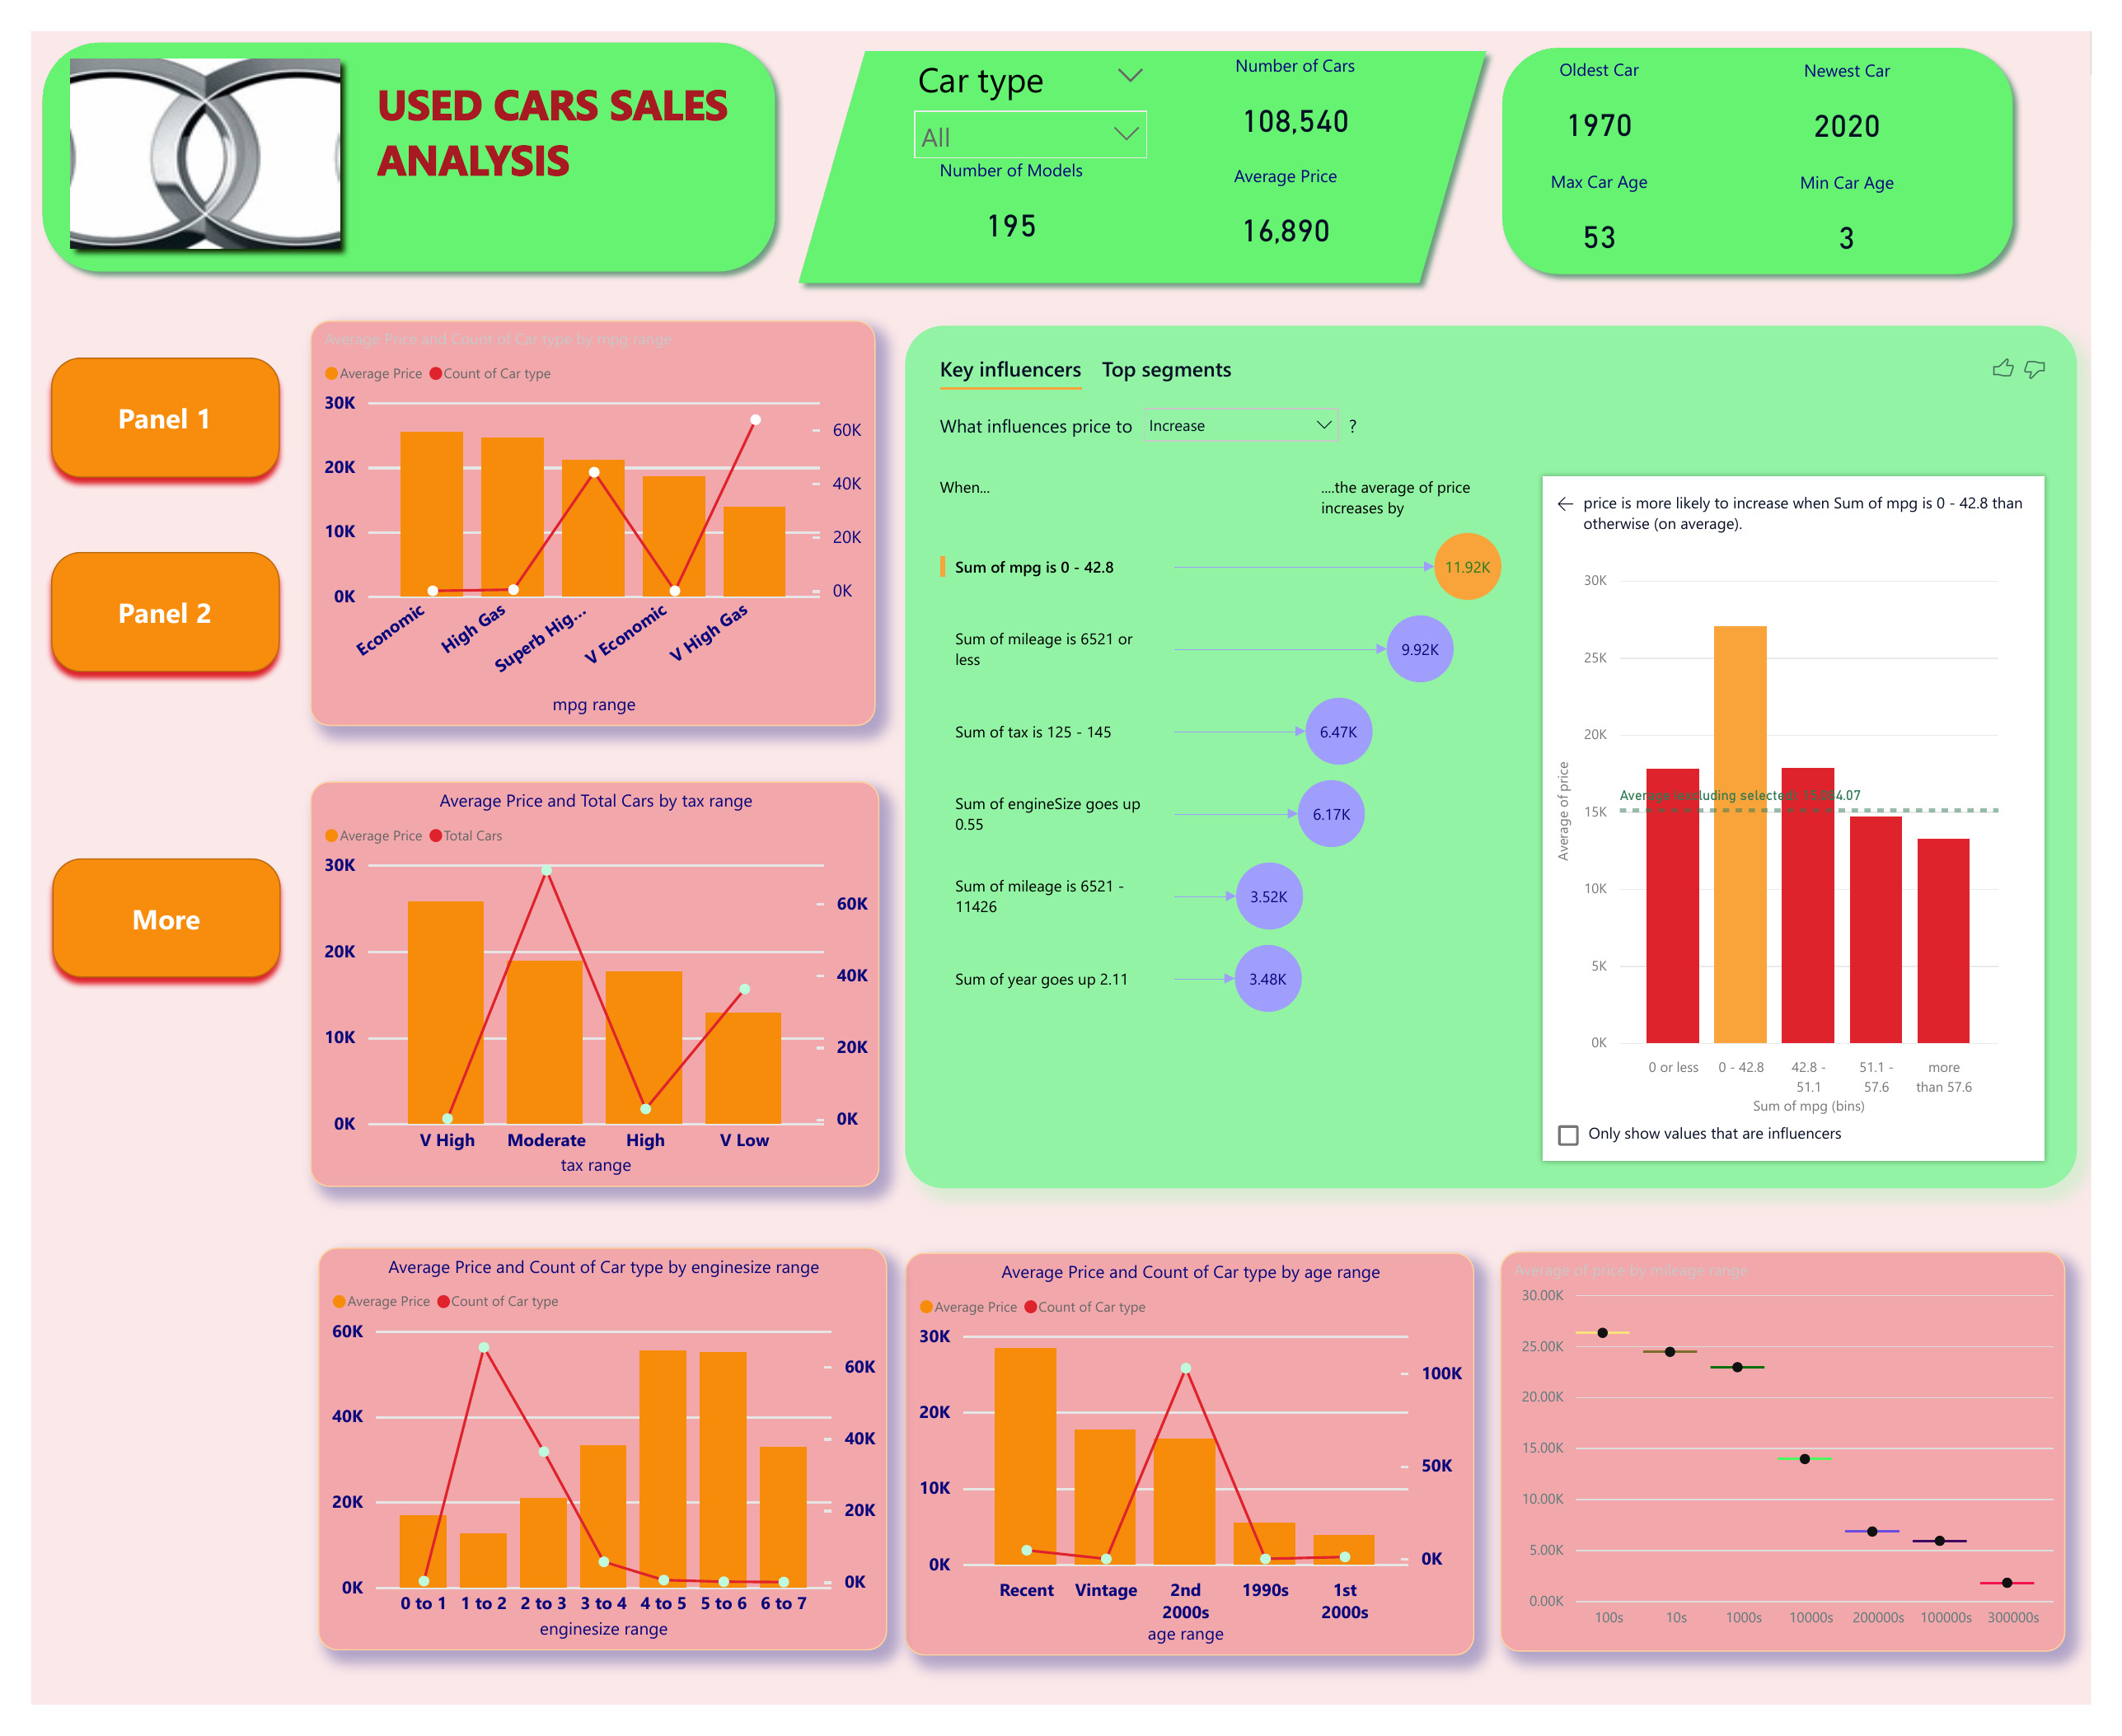 USED CARS SALES
ANALYSIS
Car type
All
Number of Models
195
Number of Cars
108,540
Average Price
16,890
Oldest Car
1970
Newest Car
2020
Max Car Age
53
Min Car Age
3
Panel 1
Panel 2
More
Average Price and Count of Car type by mpg range
Average Price Count of Car type
30K
20K
10K
0K
60K
40K
20K
0K
Economic
High Gas
Superb Hig...
V Economic
V High Gas
mpg range
Average Price and Total Cars by tax range
Average Price Total Cars
30K
20K
10K
0K
60K
40K
20K
0K
V High Moderate High V Low
tax range
Key influencers Top segments
What influences price to Increase ?
When...
....the average of price
increases by
Sum of mpg is 0 - 42.8
11.92K
Sum of mileage is 6521 or
less
9.92K
Sum of tax is 125 - 145
6.47K
Sum of engineSize goes up
0.55
6.17K
Sum of mileage is 6521 -
11426
3.52K
Sum of year goes up 2.11
3.48K
price is more likely to increase when Sum of mpg is 0 - 42.8 than
otherwise (on average).
30K
25K
20K
15K
10K
5K
0K
Average of price
Average (excluding selected):
0 or less 0 - 42.8 42.8 - 51.1 - more
51.1 57.6 than 57.6
Sum of mpg (bins)
Only show values that are influencers
Average Price and Count of Car type by enginesize range
Average Price Count of Car type
60K
40K
20K
0K
60K
40K
20K
0K
0 to 1 1 to 2 2 to 3 3 to 4 4 to 5 5 to 6 6 to 7
enginesize range
Average Price and Count of Car type by age range
Average Price Count of Car type
30K
20K
10K
0K
100K
50K
0K
Recent Vintage 2nd 1990s 1st
2000s 2000s
age range
Average of price by mileage range
30.00K
25.00K
20.00K
15.00K
10.00K
5.00K
0.00K
100s 10s 1000s 10000s 200000s 100000s 300000s